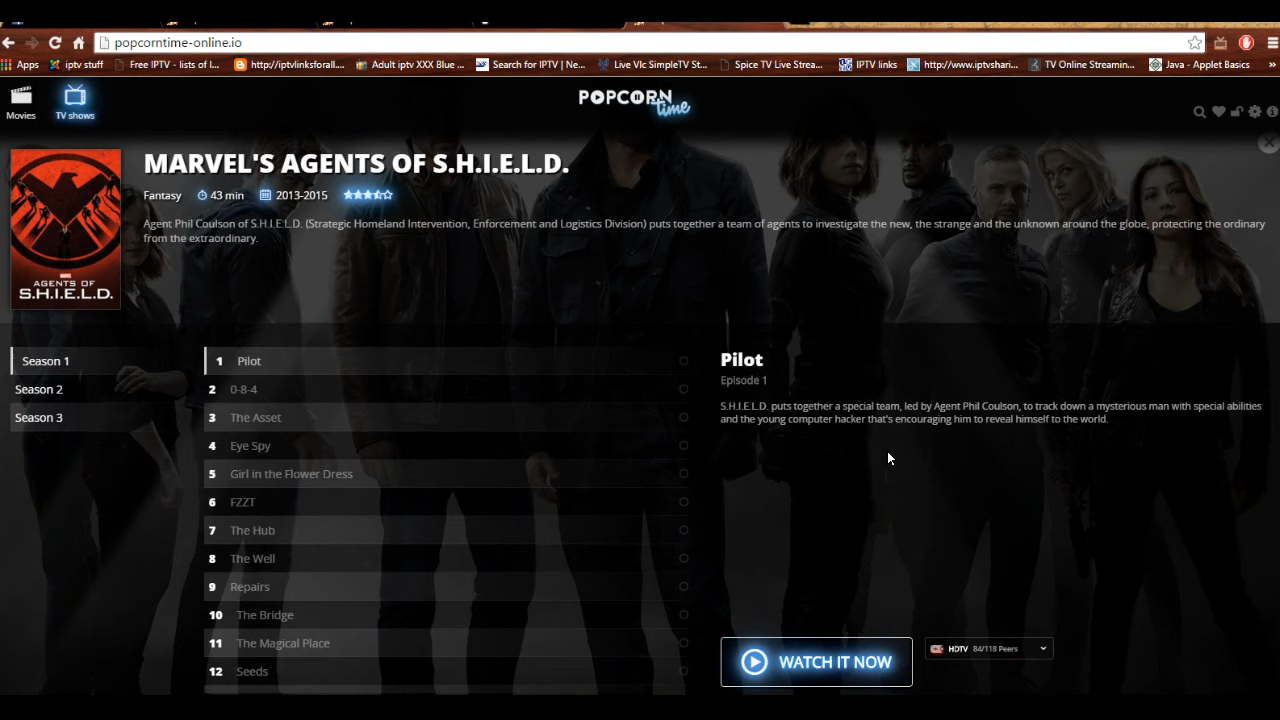 popcorntime-online.io
Apps iptv stuff Free IPTV - lists of l... http://iptvlinksforall.... Adult iptv XXX Blue ... Search for IPTV | Ne... Live Vlc SimpleTV St... Spice TV Live Strea... IPTV links http://www.iptvshari... TV Online Streamin... Java - Applet Basics »
POPCORN
time
Movies TV shows
MARVEL'S AGENTS OF S.H.I.E.L.D.
Fantasy 43 min 2013-2015
Agent Phil Coulson of S.H.I.E.L.D. (Strategic Homeland Intervention, Enforcement and Logistics Division) puts together a team of agents to investigate the new, the strange and the unknown around the globe, protecting the ordinary
from the extraordinary.
MARVEL
AGENTS OF
S.H.I.E.L.D.
Season 1
Season 2
Season 3
1 Pilot
2 0-8-4
3 The Asset
4 Eye Spy
5 Girl in the Flower Dress
6 FZZT
7 The Hub
8 The Well
9 Repairs
10 The Bridge
11 The Magical Place
12 Seeds
Pilot
Episode 1
S.H.I.E.L.D. puts together a special team, led by Agent Phil Coulson, to track down a mysterious man with special abilities
and the young computer hacker that's encouraging him to reveal himself to the world.
WATCH IT NOW
HDTV 84/118 Peers